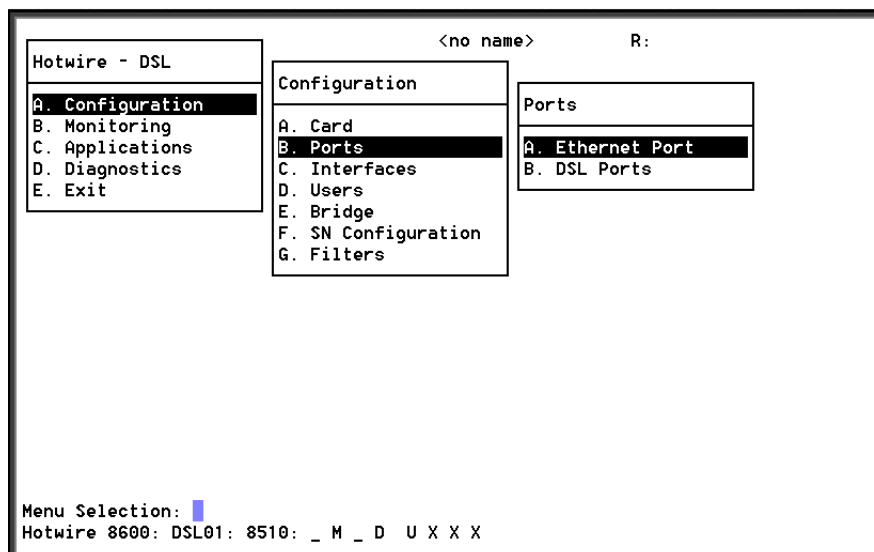 <no name> R:
Hotwire - DSL
A. Configuration
B. Monitoring
C. Applications
D. Diagnostics
E. Exit
Configuration
A. Card
B. Ports
C. Interfaces
D. Users
E. Bridge
F. SN Configuration
G. Filters
Ports
A. Ethernet Port
B. DSL Ports
Menu Selection:
Hotwire 8600: DSL01: 8510: _ M _ D U X X X